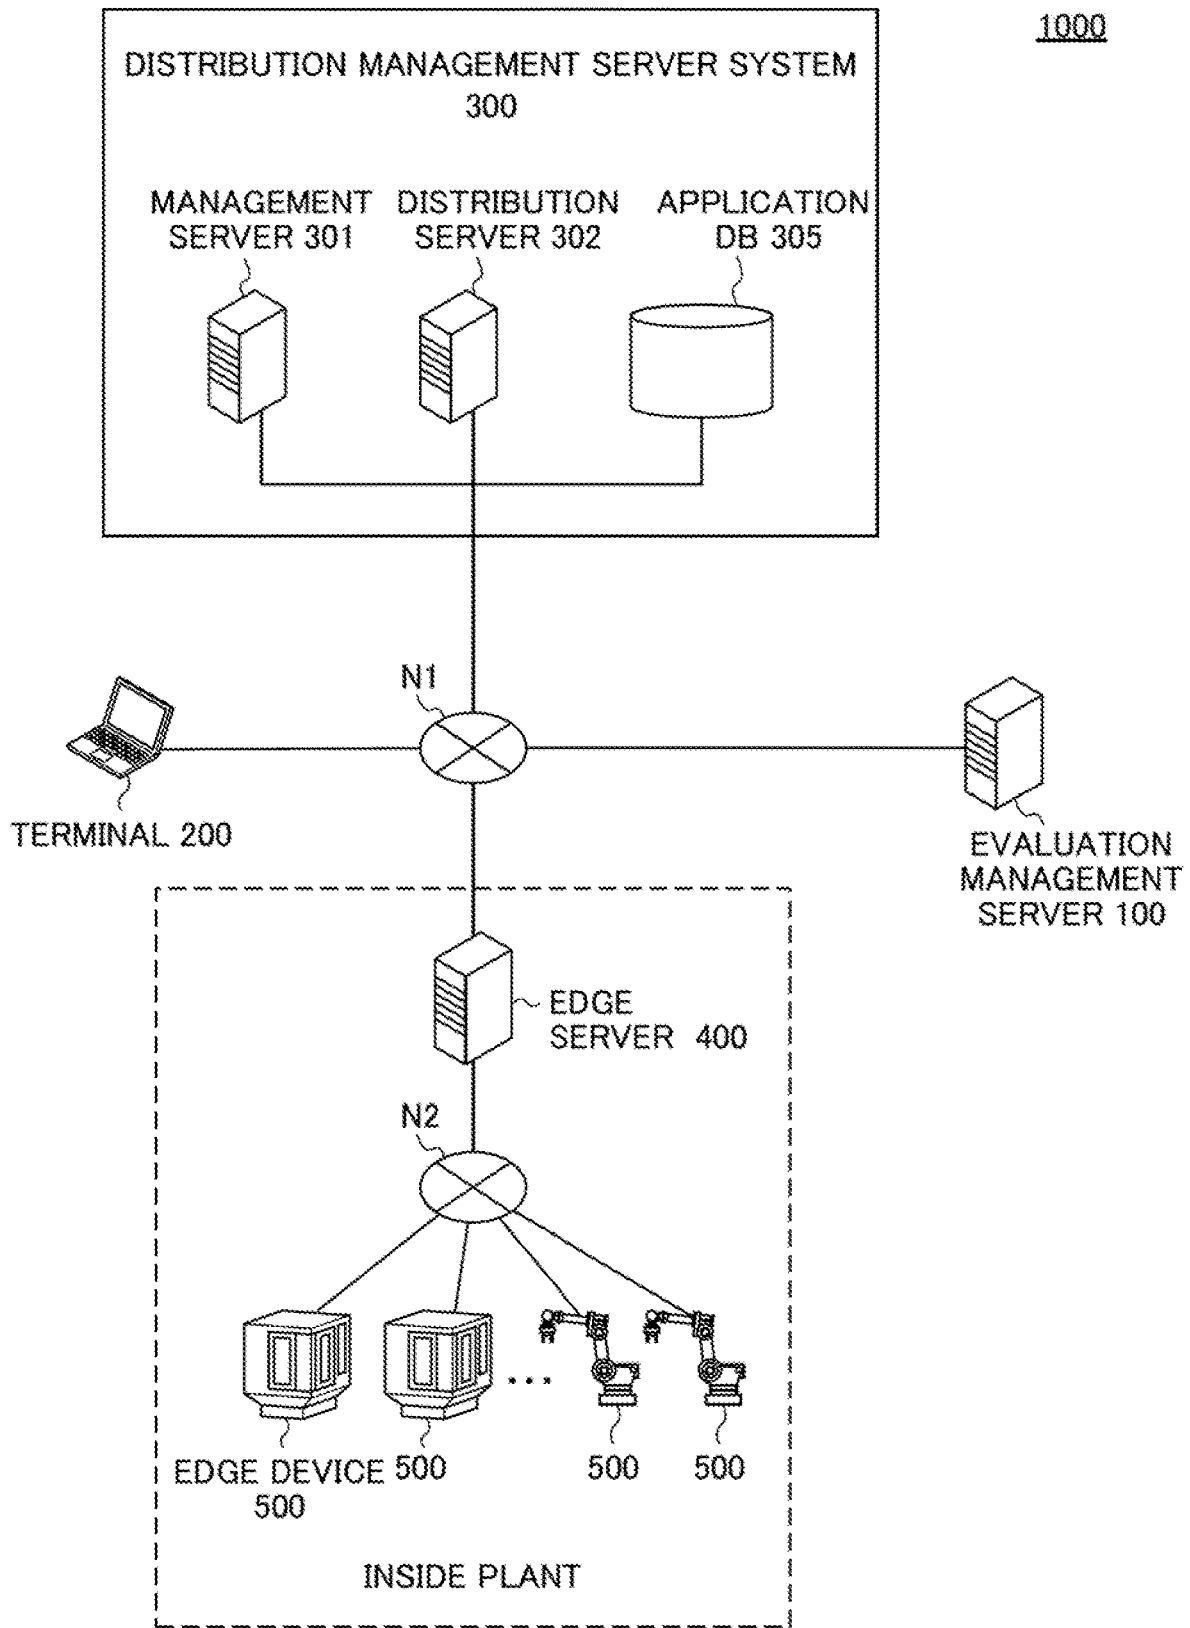 1000
DISTRIBUTION MANAGEMENT SERVER SYSTEM
300
MANAGEMENT
SERVER 301
DISTRIBUTION
SERVER 302
APPLICATION
DB 305
N1
TERMINAL 200
EVALUATION
MANAGEMENT
SERVER 100
EDGE
SERVER 400
N2
EDGE DEVICE
500
500
500
500
INSIDE PLANT